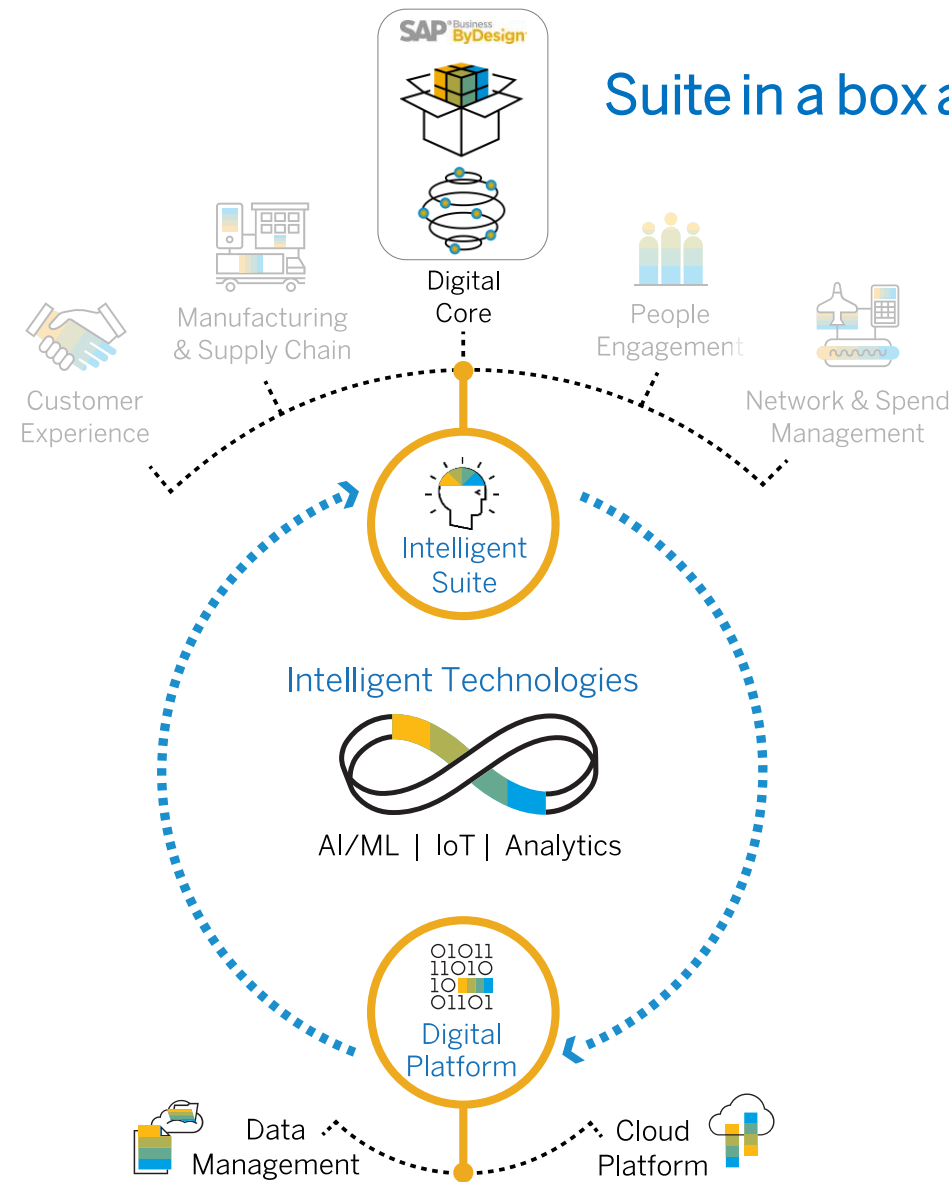 SAP® Business
ByDesign
Suite in a box a
Digital
Core
Manufacturing
& Supply Chain
People
Engagement
Customer
Experience
Network & Spend
Management
Intelligent
Suite
Intelligent Technologies
AI/ML | IoT | Analytics
01011
11010
10
01101
Digital
Platform
Data
Management
Cloud
Platform